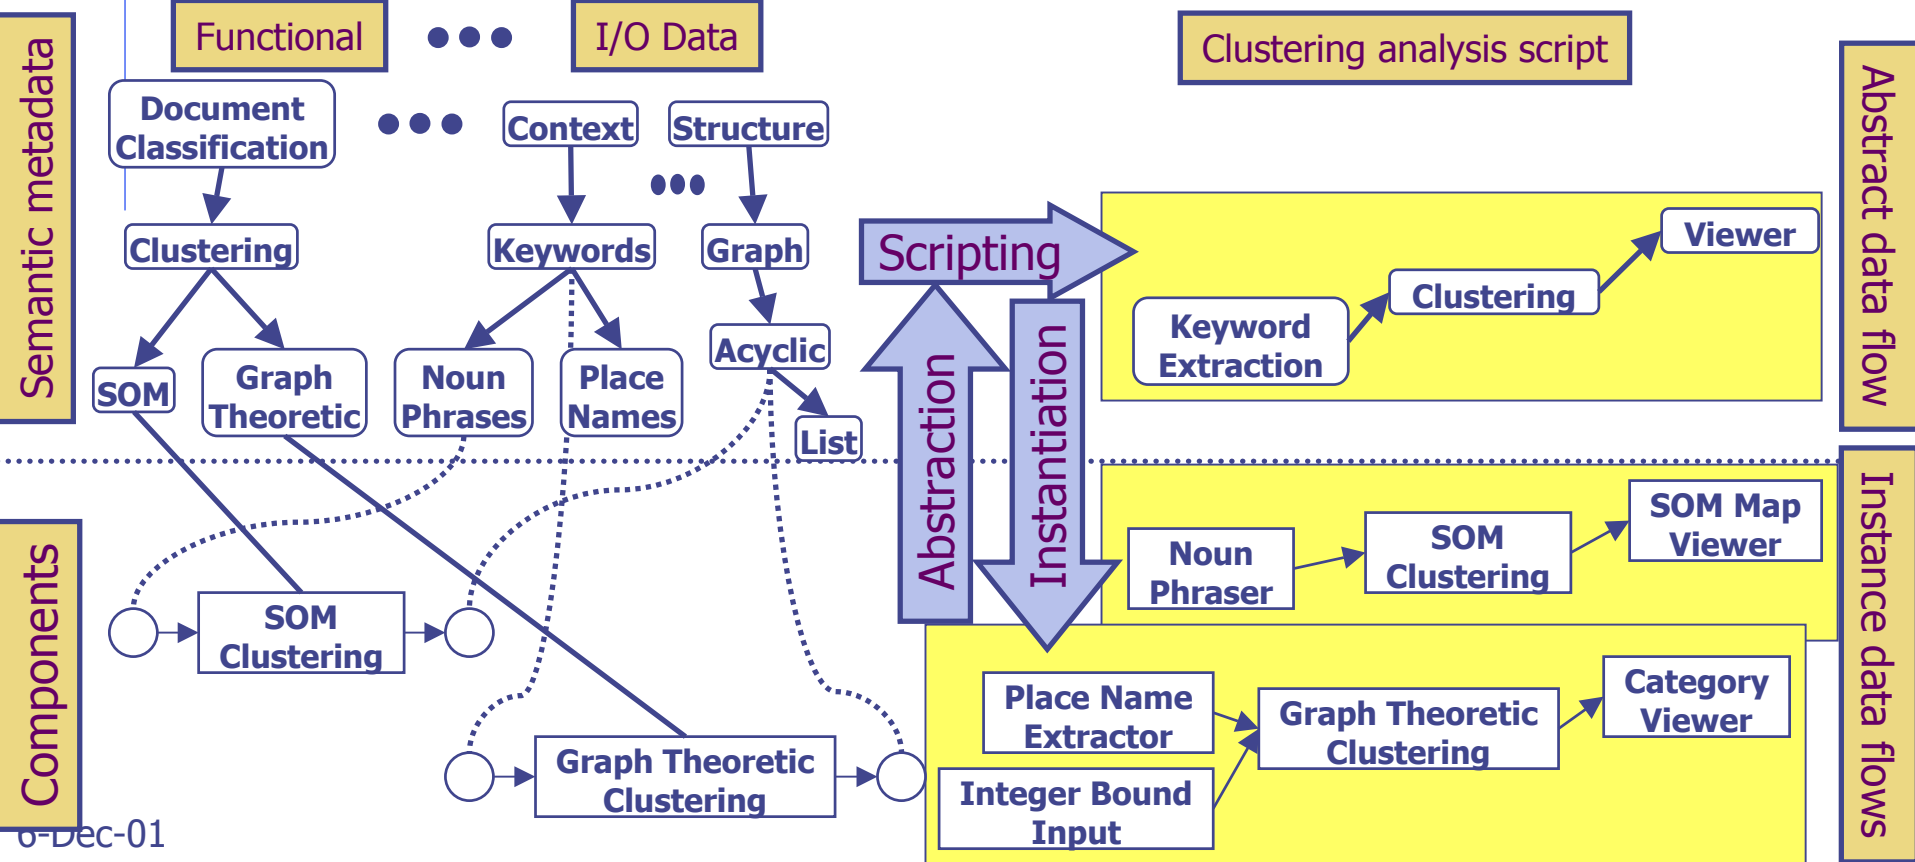 Functional
I/O Data
Clustering analysis script
Semantic metadata
Abstract data flow
Document
Classification
Context
Structure
Clustering
Keywords
Graph
Scripting
Viewer
Clustering
Keyword
Extraction
SOM
Graph
Theoretic
Noun
Phrases
Place
Names
Acyclic
List
Abstraction
Instantiation
Components
Instance data flows
SOM
Clustering
Noun
Phraser
SOM
Clustering
SOM Map
Viewer
Graph Theoretic
Clustering
Place Name
Extractor
Integer Bound
Input
Graph Theoretic
Clustering
Category
Viewer
6-Dec-01